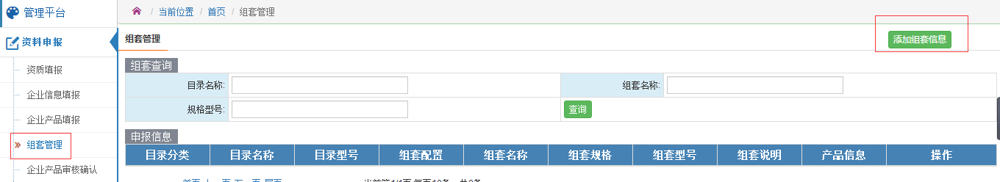 管理平台
/ 当前位置 / 首页 / 组套管理
资料申报
组套管理
添加组套信息
资质填报
企业信息填报
企业产品填报
组套管理
企业产品审核确认
组套查询
目录名称:
组套名称:
规格型号:
查询
申报信息
目录分类 目录名称 目录型号 组套配置 组套名称 组套规格 组套型号 组套说明 产品信息 操作